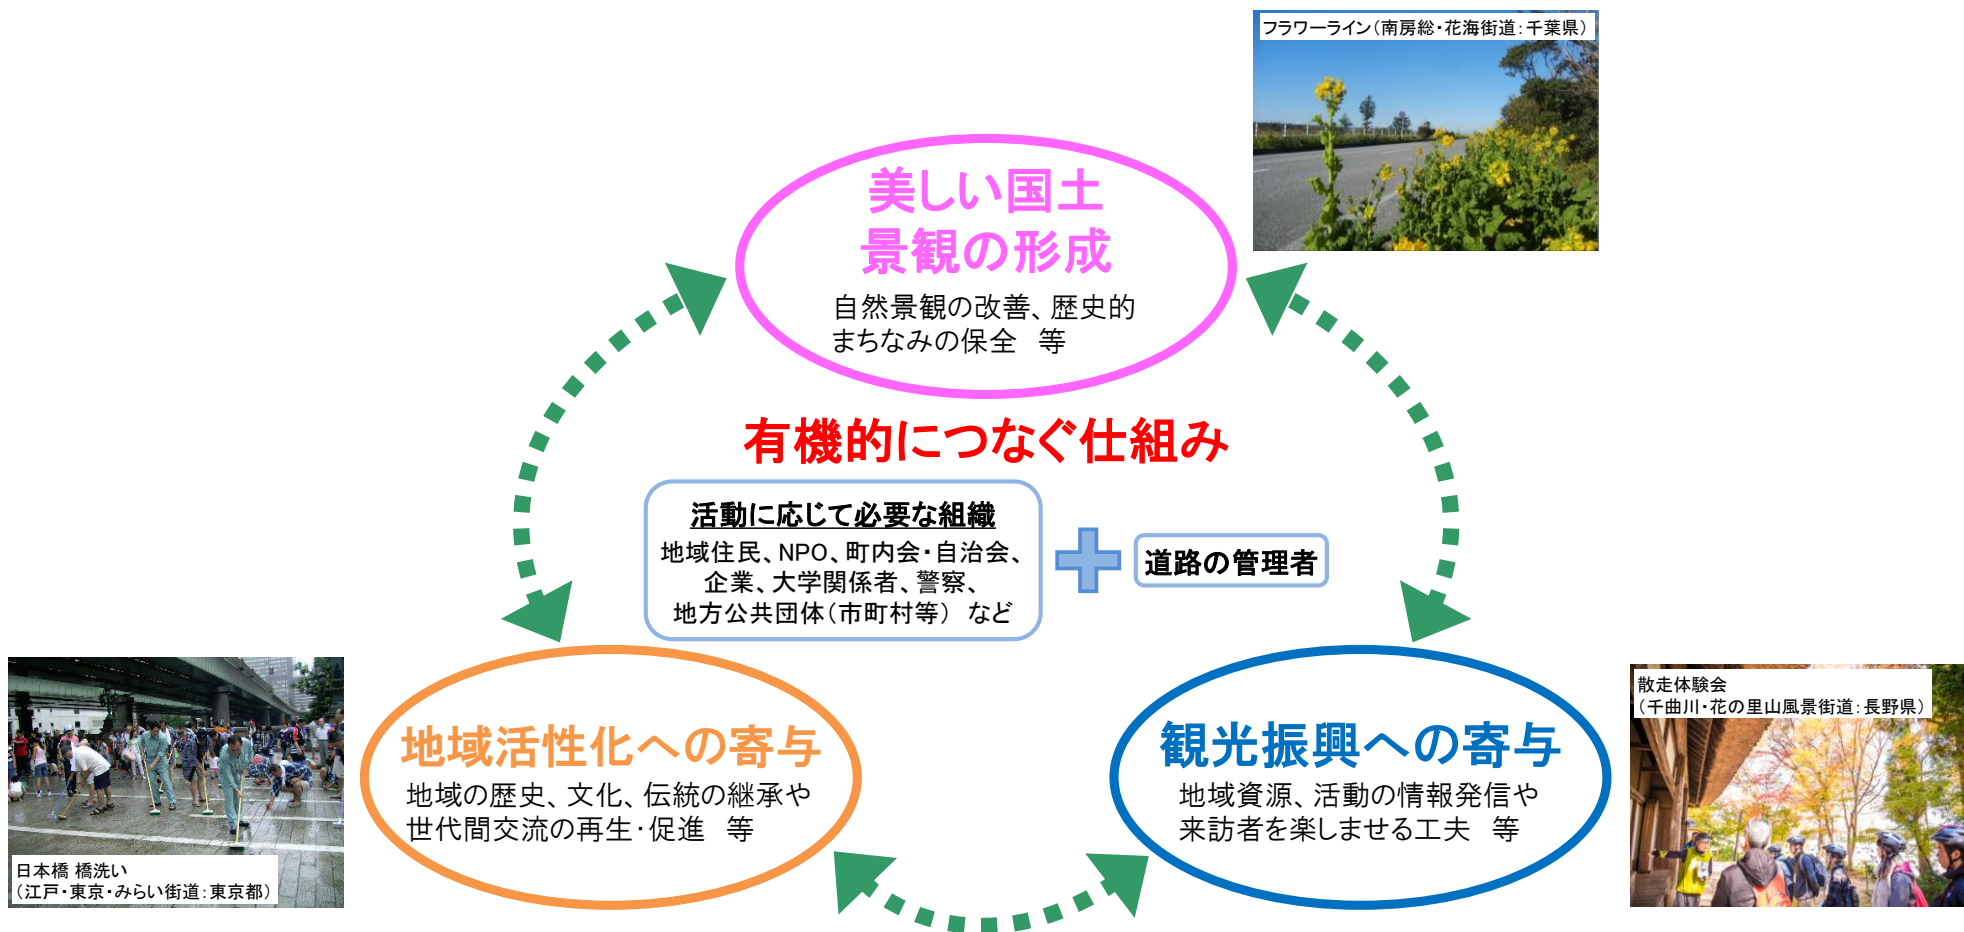 フラワーライン（南房総・花海街道：千葉県）
美しい国土
景観の形成
自然景観の改善、歴史的
まちなみの保全　等
有機的につなぐ仕組み
活動に応じて必要な組織
地域住民、NPO、町内会・自治会、
企業、大学関係者、警察、
地方公共団体（市町村等） など
道路の管理者
地域活性化への寄与
地域の歴史、文化、伝統の継承や
世代間交流の再生・促進　等
観光振興への寄与
地域資源、活動の情報発信や
来訪者を楽しませる工夫　等
日本橋 橋洗い
（江戸・東京・みらい街道：東京都）
散走体験会
（千曲川・花の里山風景街道：長野県）